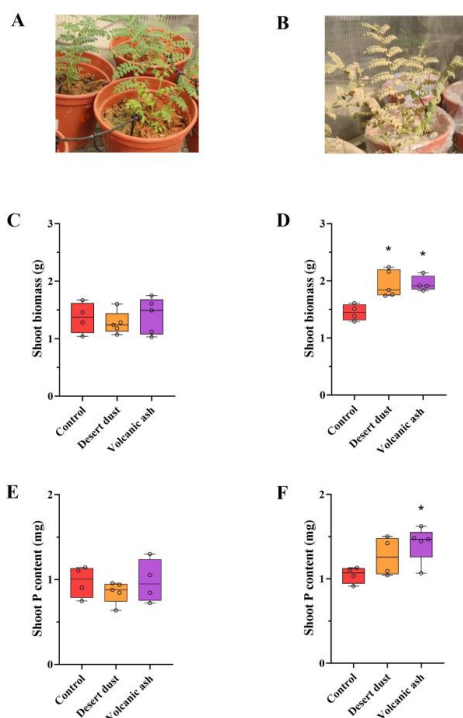 A
B
C
D
Shoot biomass (g)
3
2
1
0
Control
Desert dust
Volcanic ash
Shoot biomass (g)
3
2
1
0
*
*
Control
Desert dust
Volcanic ash
E
F
Shoot P content (mg)
2
1
0
Control
Desert dust
Volcanic ash
Shoot P content (mg)
2
1
0
*
Control
Desert dust
Volcanic ash